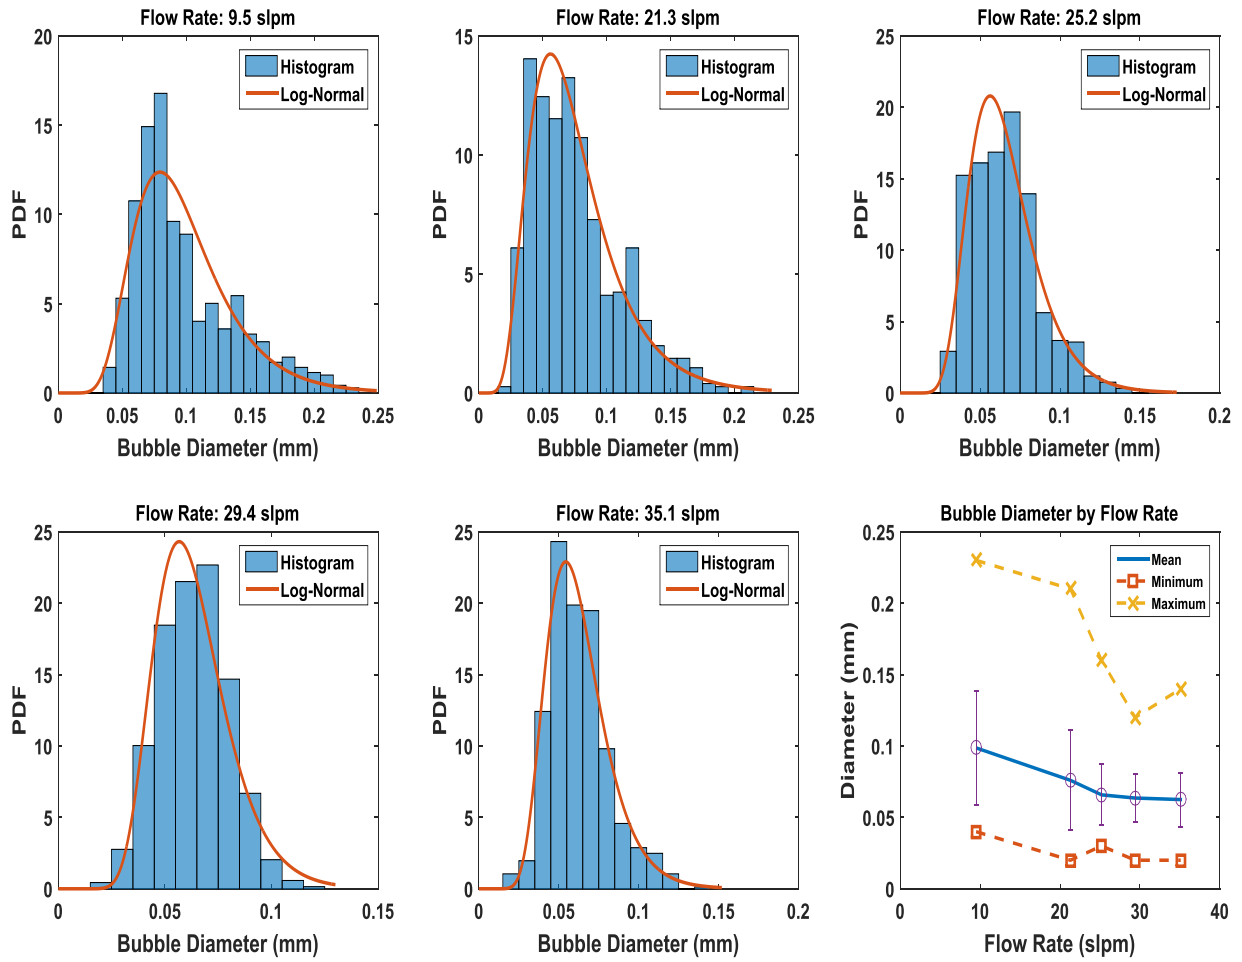 Flow Rate: 9.5 slpm
20
15
10
5
0
PDF
Histogram
Log-Normal
0 0.05 0.1 0.15 0.2 0.25
Bubble Diameter (mm)
Flow Rate: 21.3 slpm
15
10
5
0
PDF
Histogram
Log-Normal
0 0.05 0.1 0.15 0.2 0.25
Bubble Diameter (mm)
Flow Rate: 25.2 slpm
25
20
15
10
5
0
PDF
Histogram
Log-Normal
0 0.05 0.1 0.15 0.2
Bubble Diameter (mm)
Flow Rate: 29.4 slpm
25
20
15
10
5
0
PDF
Histogram
Log-Normal
0 0.05 0.1 0.15
Bubble Diameter (mm)
Flow Rate: 35.1 slpm
25
20
15
10
5
0
PDF
Histogram
Log-Normal
0 0.05 0.1 0.15 0.2
Bubble Diameter (mm)
Bubble Diameter by Flow Rate
0.25
0.2
0.15
0.1
0.05
0
Diameter (mm)
Mean
Minimum
Maximum
0 10 20 30 40
Flow Rate (slpm)